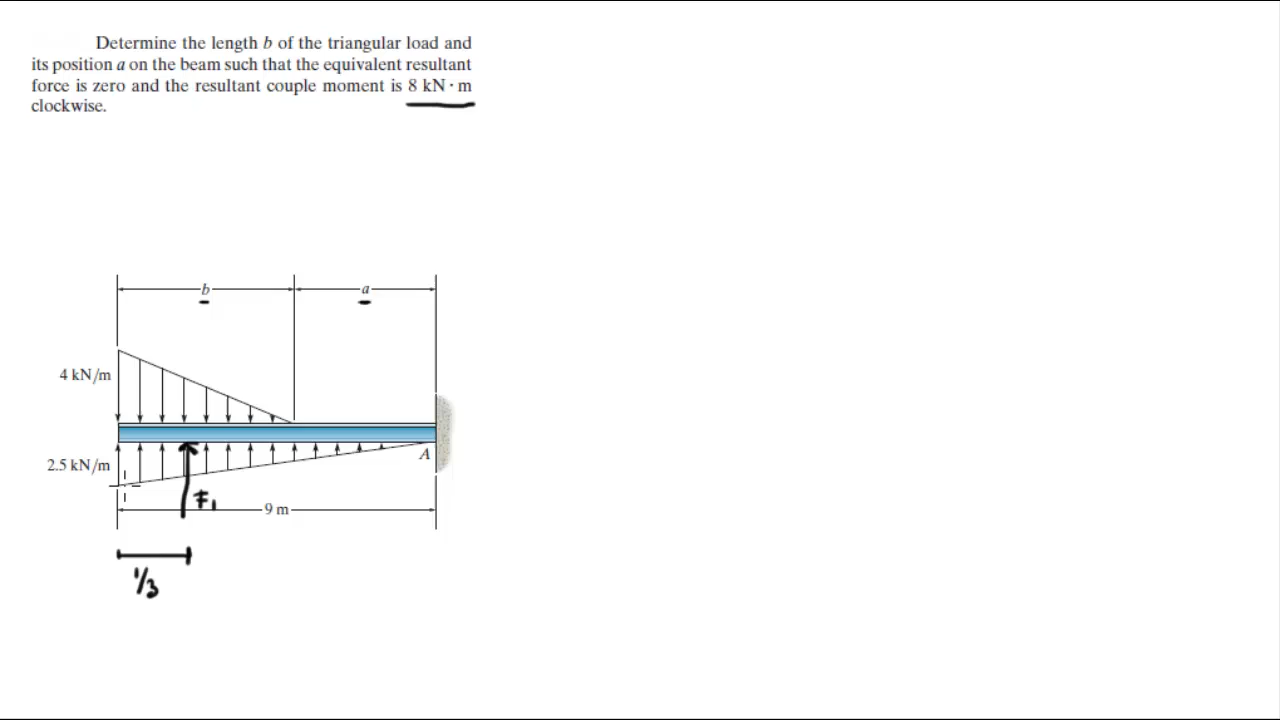 Determine the length b of the triangular load and
its position a on the beam such that the equivalent resultant
force is zero and the resultant couple moment is 8 kN · m
clockwise.
b
a
4 kN/m
A
2.5 kN/m
F₁
9 m
1/3